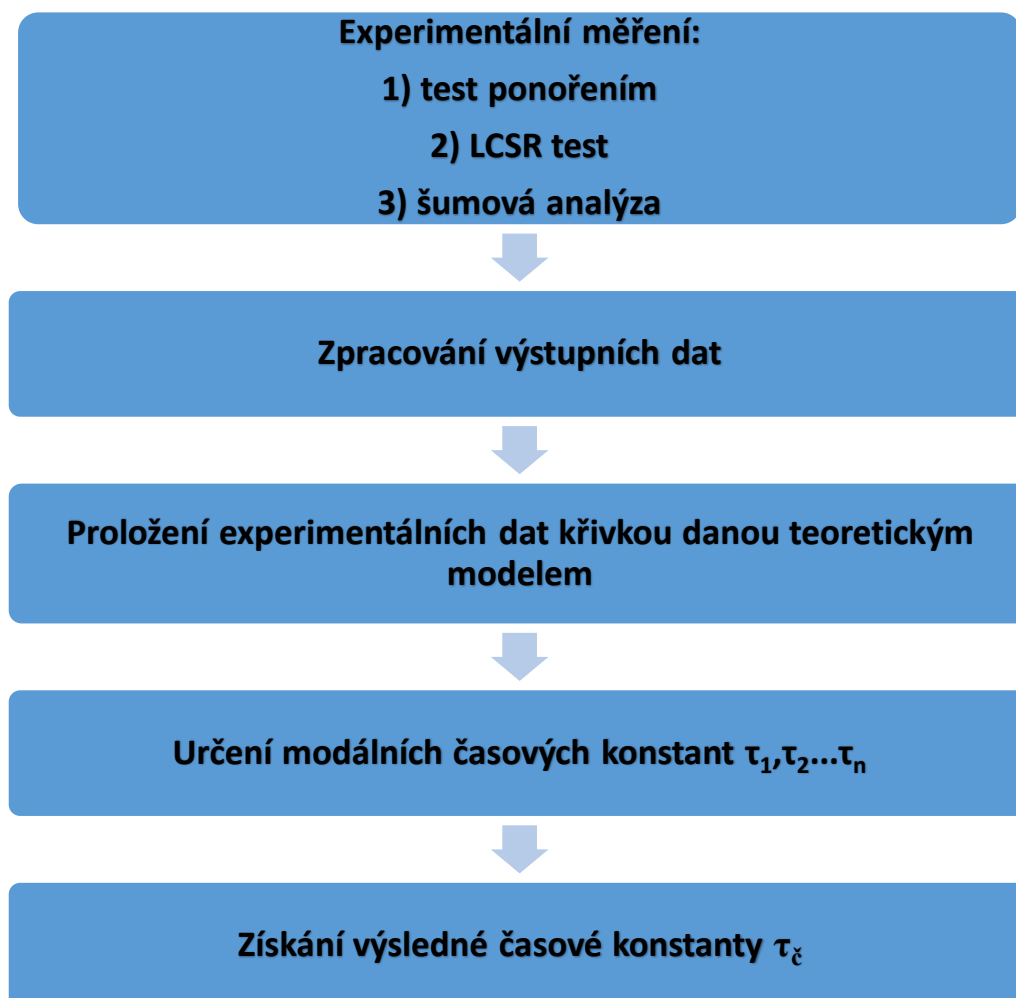 Experimentální měření:
1) test ponořením
2) LCSR test
3) šumová analýza
Zpracování výstupních dat
Proložení experimentálních dat křivkou danou teoretickým
modelem
Určení modálních časových konstant τ₁,τ₂...τₙ
Získání výsledné časové konstanty τč